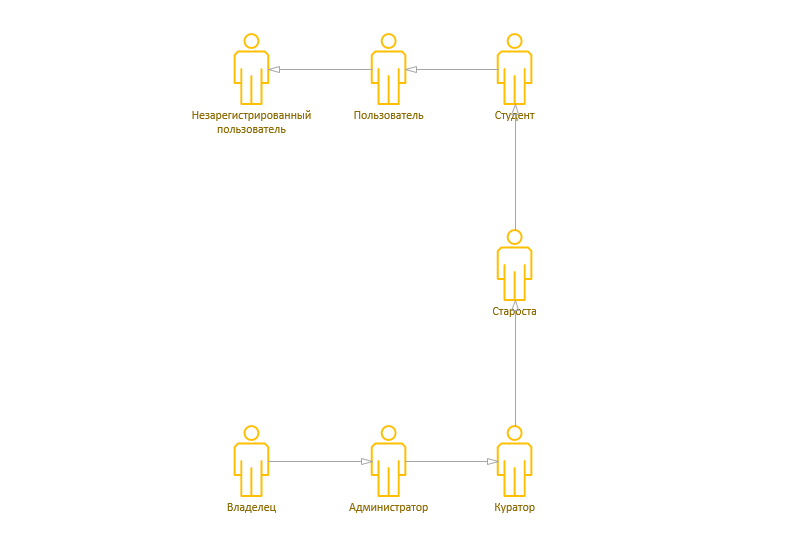 Незарегистрированный
пользователь
Пользователь
Студент
Староста
Владелец
Администратор
Куратор